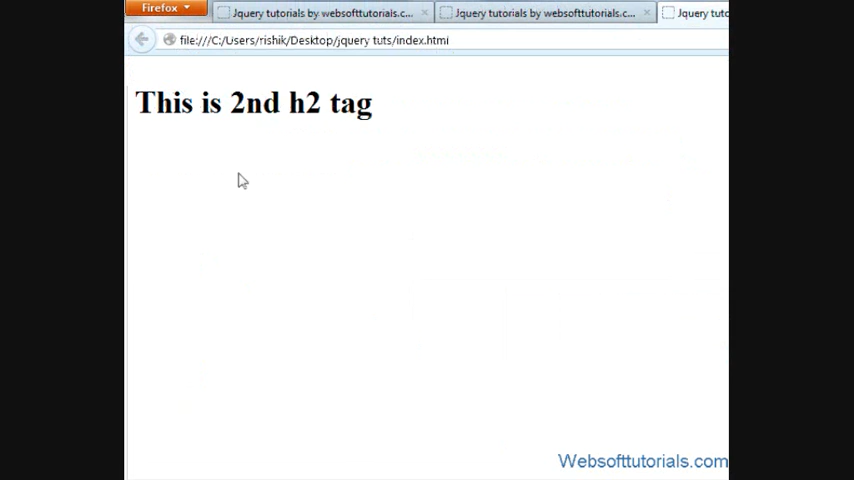 Firefox
Jquery tutorials by websofttutorials.c...
Jquery tutorials by websofttutorials.c...
Jquery tuto
file:///C:/Users/rishik/Desktop/jquery tuts/index.html
This is 2nd h2 tag
Websofttutorials.com